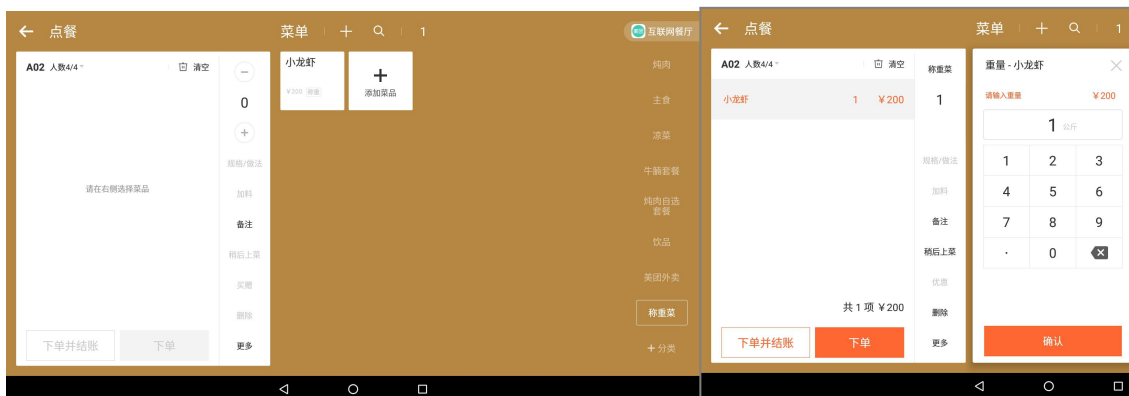 点餐
菜单 + 1
互联网餐厅
A02 人数4/4 清空
0
规格/做法
加料
备注
稍后上菜
买赠
删除
更多
请在右侧选择菜品
下单并结账 下单
小龙虾
¥200 称重
添加菜品
炖肉
主食
凉菜
牛腩套餐
炖肉自选
套餐
饮品
美团外卖
称重菜
+ 分类
点餐
菜单 + 1
A02 人数4/4 清空
小龙虾 1 ¥200
共 1 项 ¥200
下单并结账 下单
称重菜
1
规格/做法
加料
备注
稍后上菜
优惠
删除
更多
重量 - 小龙虾
请输入重量 ¥200
1 公斤
1 2 3
4 5 6
7 8 9
· 0
确认